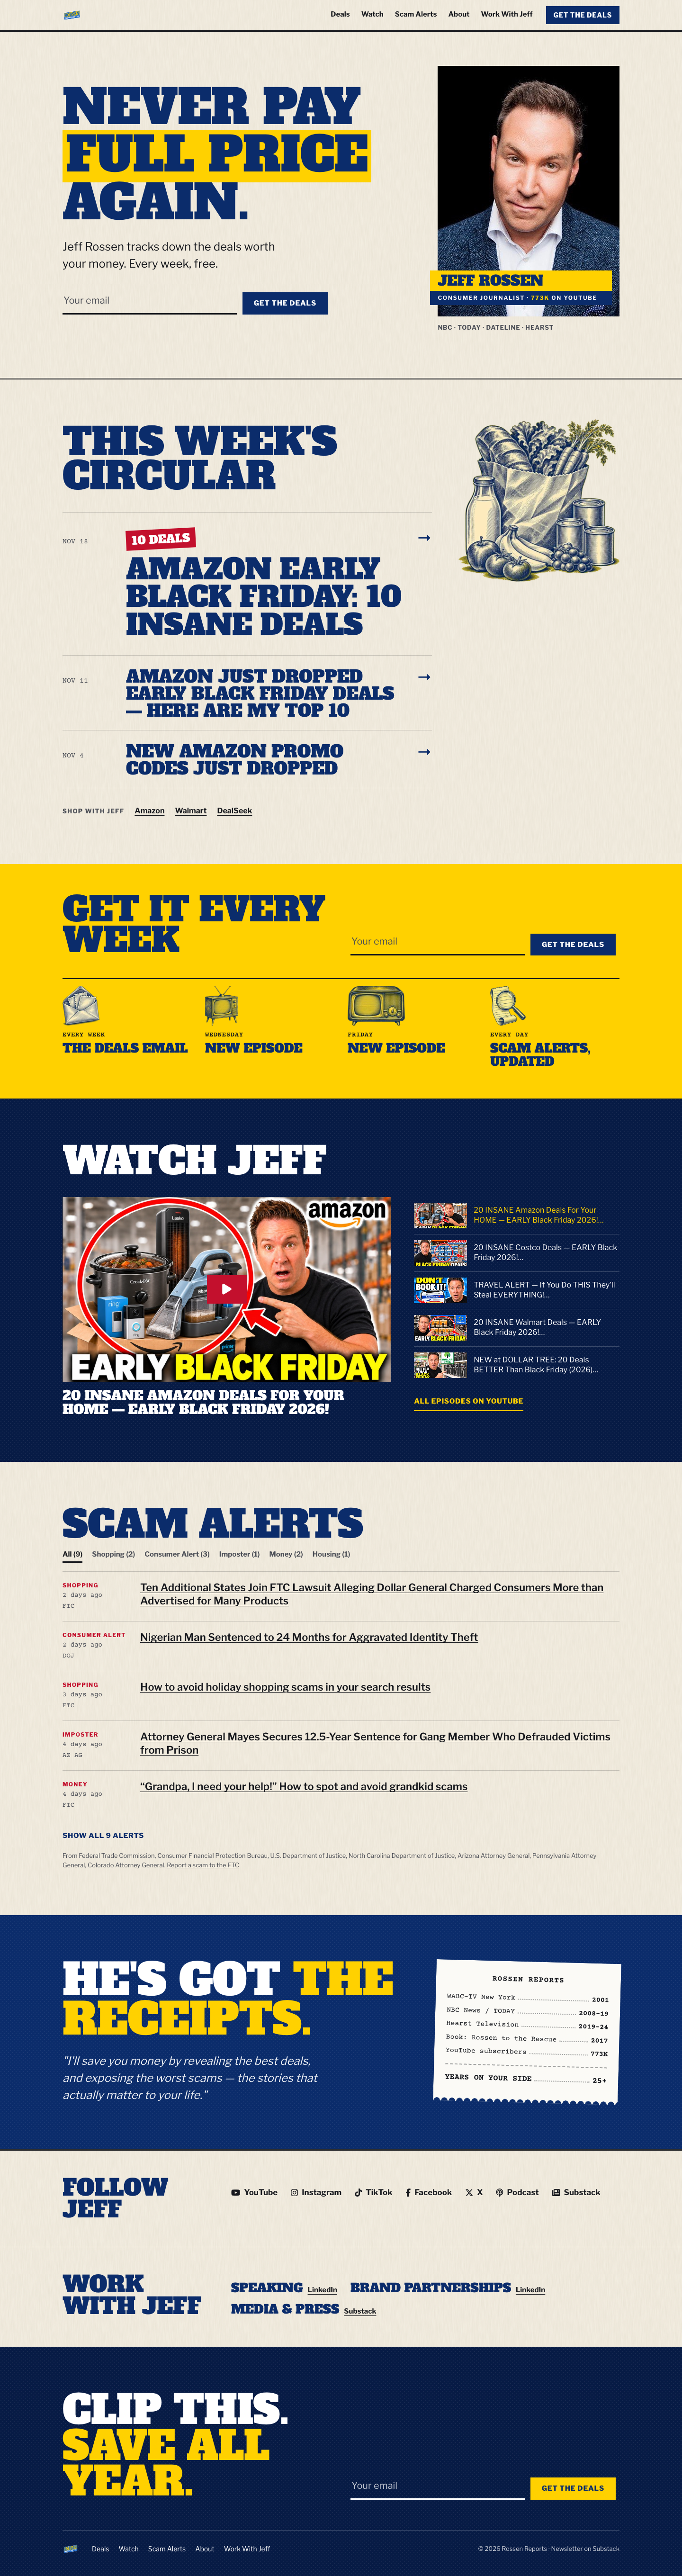 Deals Watch Scam Alerts About Work With Jeff GET THE DEALS
NEVER PAY
FULL PRICE
AGAIN.
Jeff Rossen tracks down the deals worth
your money. Every week, free.
Your email GET THE DEALS
JEFF ROSSEN
CONSUMER JOURNALIST · 773K ON YOUTUBE
NBC · TODAY · DATELINE · HEARST
THIS WEEK'S
CIRCULAR
NOV 18
10 DEALS
AMAZON EARLY
BLACK FRIDAY: 10
INSANE DEALS
NOV 11
AMAZON JUST DROPPED
EARLY BLACK FRIDAY DEALS
— HERE ARE MY TOP 10
NOV 4
NEW AMAZON PROMO
CODES JUST DROPPED
SHOP WITH JEFF Amazon Walmart DealSeek
GET IT EVERY
WEEK
Your email GET THE DEALS
EVERY WEEK
THE DEALS EMAIL
WEDNESDAY
NEW EPISODE
FRIDAY
NEW EPISODE
EVERY DAY
SCAM ALERTS,
UPDATED
WATCH JEFF
amazon
Lasko
Crock-Pot
ring
EARLY BLACK FRIDAY
20 INSANE AMAZON DEALS FOR YOUR
HOME — EARLY BLACK FRIDAY 2026!
20 INSANE Amazon Deals For Your
HOME — EARLY Black Friday 2026!...
20 INSANE Costco Deals — EARLY Black
Friday 2026!...
DON'T
BOOK IT!
TRAVEL ALERT — If You Do THIS They'll
Steal EVERYTHING!...
EARLY BLACK FRIDAY
20 INSANE Walmart Deals — EARLY
Black Friday 2026!...
NEW at DOLLAR TREE: 20 Deals
BETTER Than Black Friday (2026)...
ALL EPISODES ON YOUTUBE
SCAM ALERTS
All (9) Shopping (2) Consumer Alert (3) Imposter (1) Money (2) Housing (1)
SHOPPING
2 days ago
FTC
Ten Additional States Join FTC Lawsuit Alleging Dollar General Charged Consumers More than
Advertised for Many Products
CONSUMER ALERT
2 days ago
DOJ
Nigerian Man Sentenced to 24 Months for Aggravated Identity Theft
SHOPPING
3 days ago
FTC
How to avoid holiday shopping scams in your search results
IMPOSTER
4 days ago
AZ AG
Attorney General Mayes Secures 12.5-Year Sentence for Gang Member Who Defrauded Victims
from Prison
MONEY
4 days ago
FTC
“Grandpa, I need your help!” How to spot and avoid grandkid scams
SHOW ALL 9 ALERTS
From Federal Trade Commission, Consumer Financial Protection Bureau, U.S. Department of Justice, North Carolina Department of Justice, Arizona Attorney General, Pennsylvania Attorney
General, Colorado Attorney General. Report a scam to the FTC
HE'S GOT THE
RECEIPTS.
"I'll save you money by revealing the best deals,
and exposing the worst scams — the stories that
actually matter to your life."
ROSSEN REPORTS
WABC-TV New York 2001
NBC News / TODAY 2008–19
Hearst Television 2019–24
Book: Rossen to the Rescue 2017
YouTube subscribers 773K
YEARS ON YOUR SIDE 25+
FOLLOW
JEFF
YouTube Instagram TikTok Facebook X Podcast Substack
WORK
WITH JEFF
SPEAKING LinkedIn BRAND PARTNERSHIPS LinkedIn
MEDIA & PRESS Substack
CLIP THIS.
SAVE ALL
YEAR.
Your email GET THE DEALS
Deals Watch Scam Alerts About Work With Jeff
© 2026 Rossen Reports · Newsletter on Substack